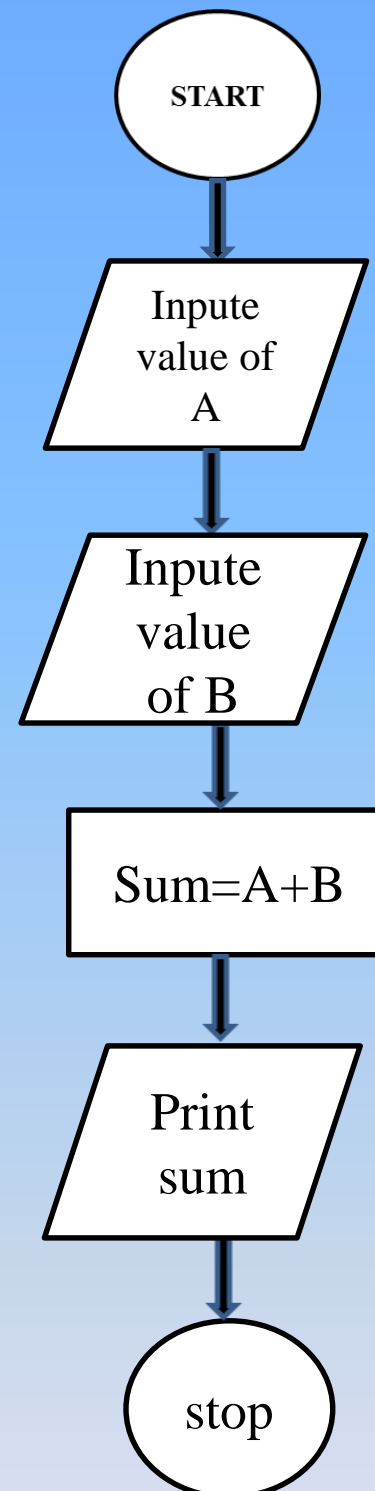 START
Inpute
value of
A
Inpute
value
of B
Sum=A+B
Print
sum
stop